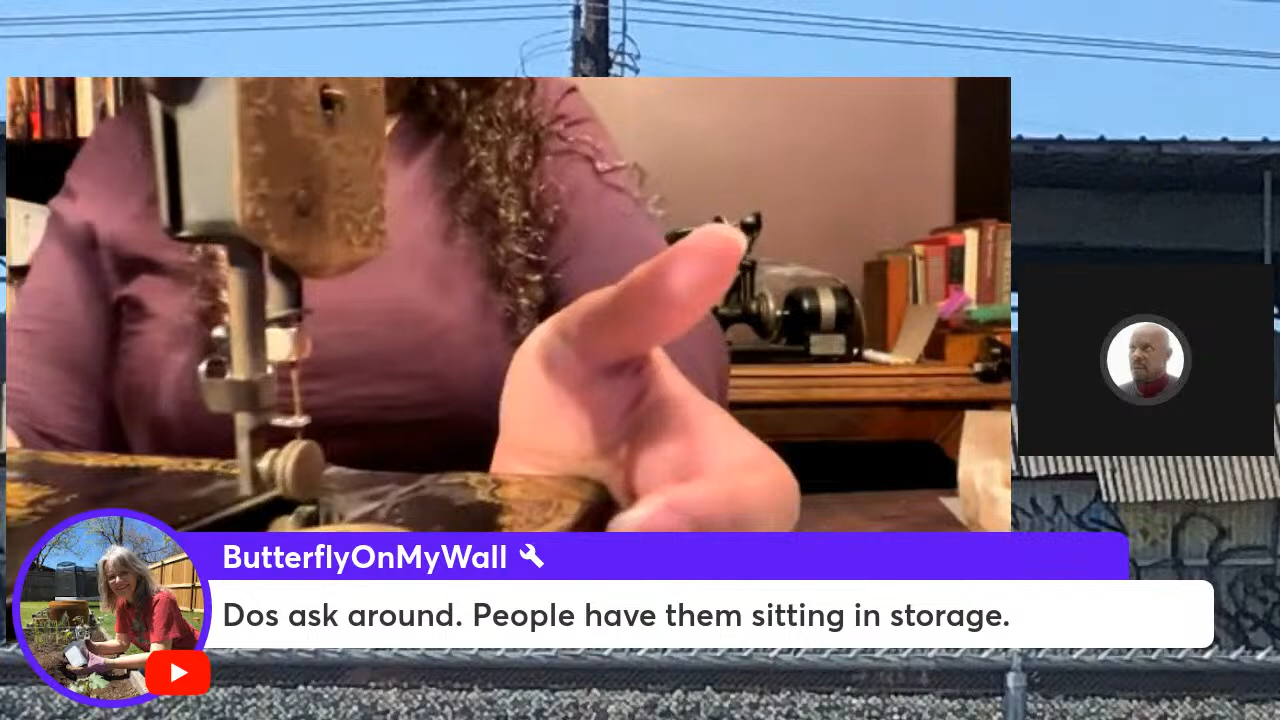 ButterflyOnMyWall
Dos ask around. People have them sitting in storage.